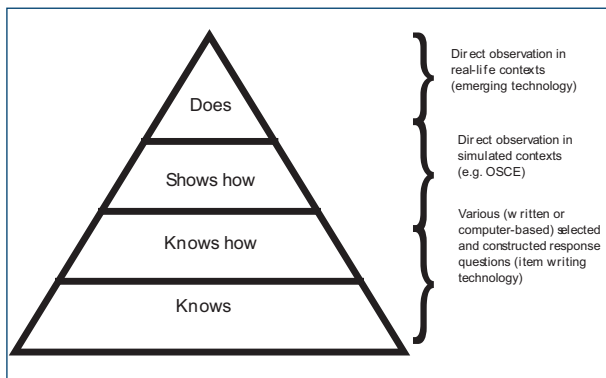 Does
Shows how
Knows how
Knows
Direct observation in
real-life contexts
(emerging technology)
Direct observation in
simulated contexts
(e.g. OSCE)
Various (written or
computer-based) selected
and constructed response
questions (item writing
technology)